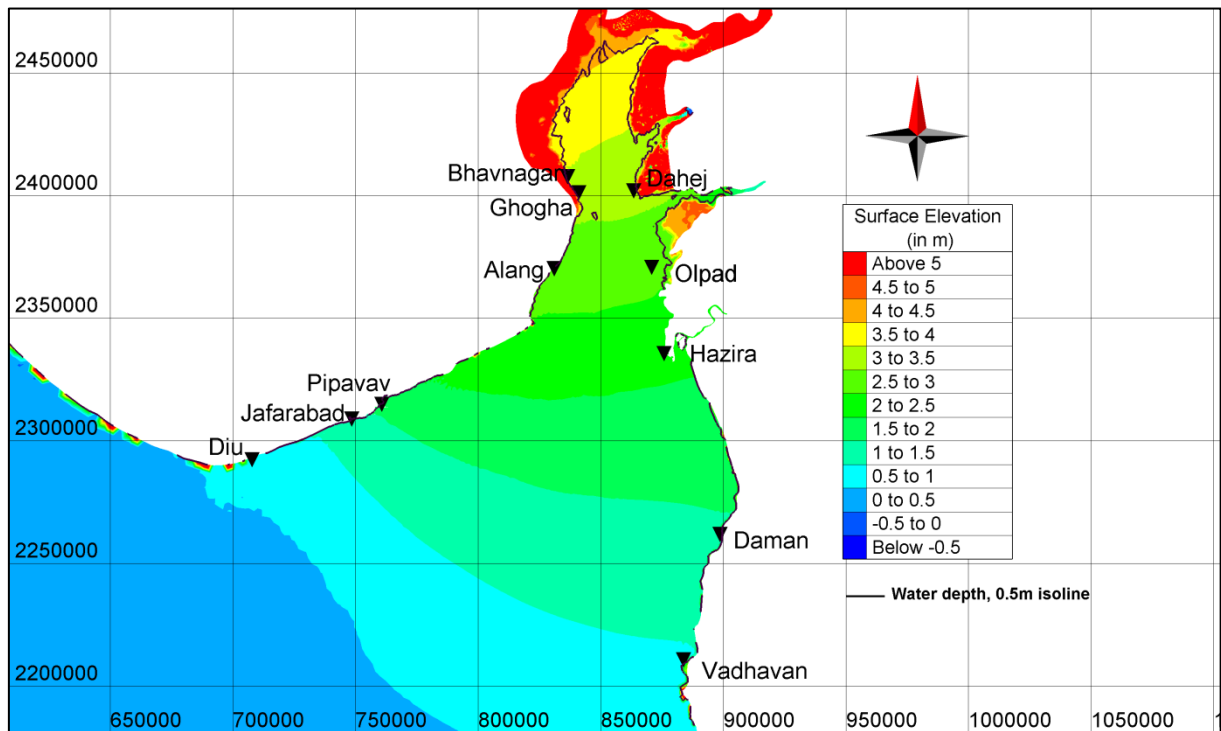 2450000
2400000
2350000
2300000
2250000
2200000
Bhavnagar
Dahej
Ghogha
Alang
Olpad
Hazira
Pipavav
Jafarabad
Diu
Daman
Vadhavan
Surface Elevation
(in m)
Above 5
4.5 to 5
4 to 4.5
3.5 to 4
3 to 3.5
2.5 to 3
2 to 2.5
1.5 to 2
1 to 1.5
0.5 to 1
0 to 0.5
-0.5 to 0
Below -0.5
Water depth, 0.5m isoline
650000 700000 750000 800000 850000 900000 950000 1000000 1050000